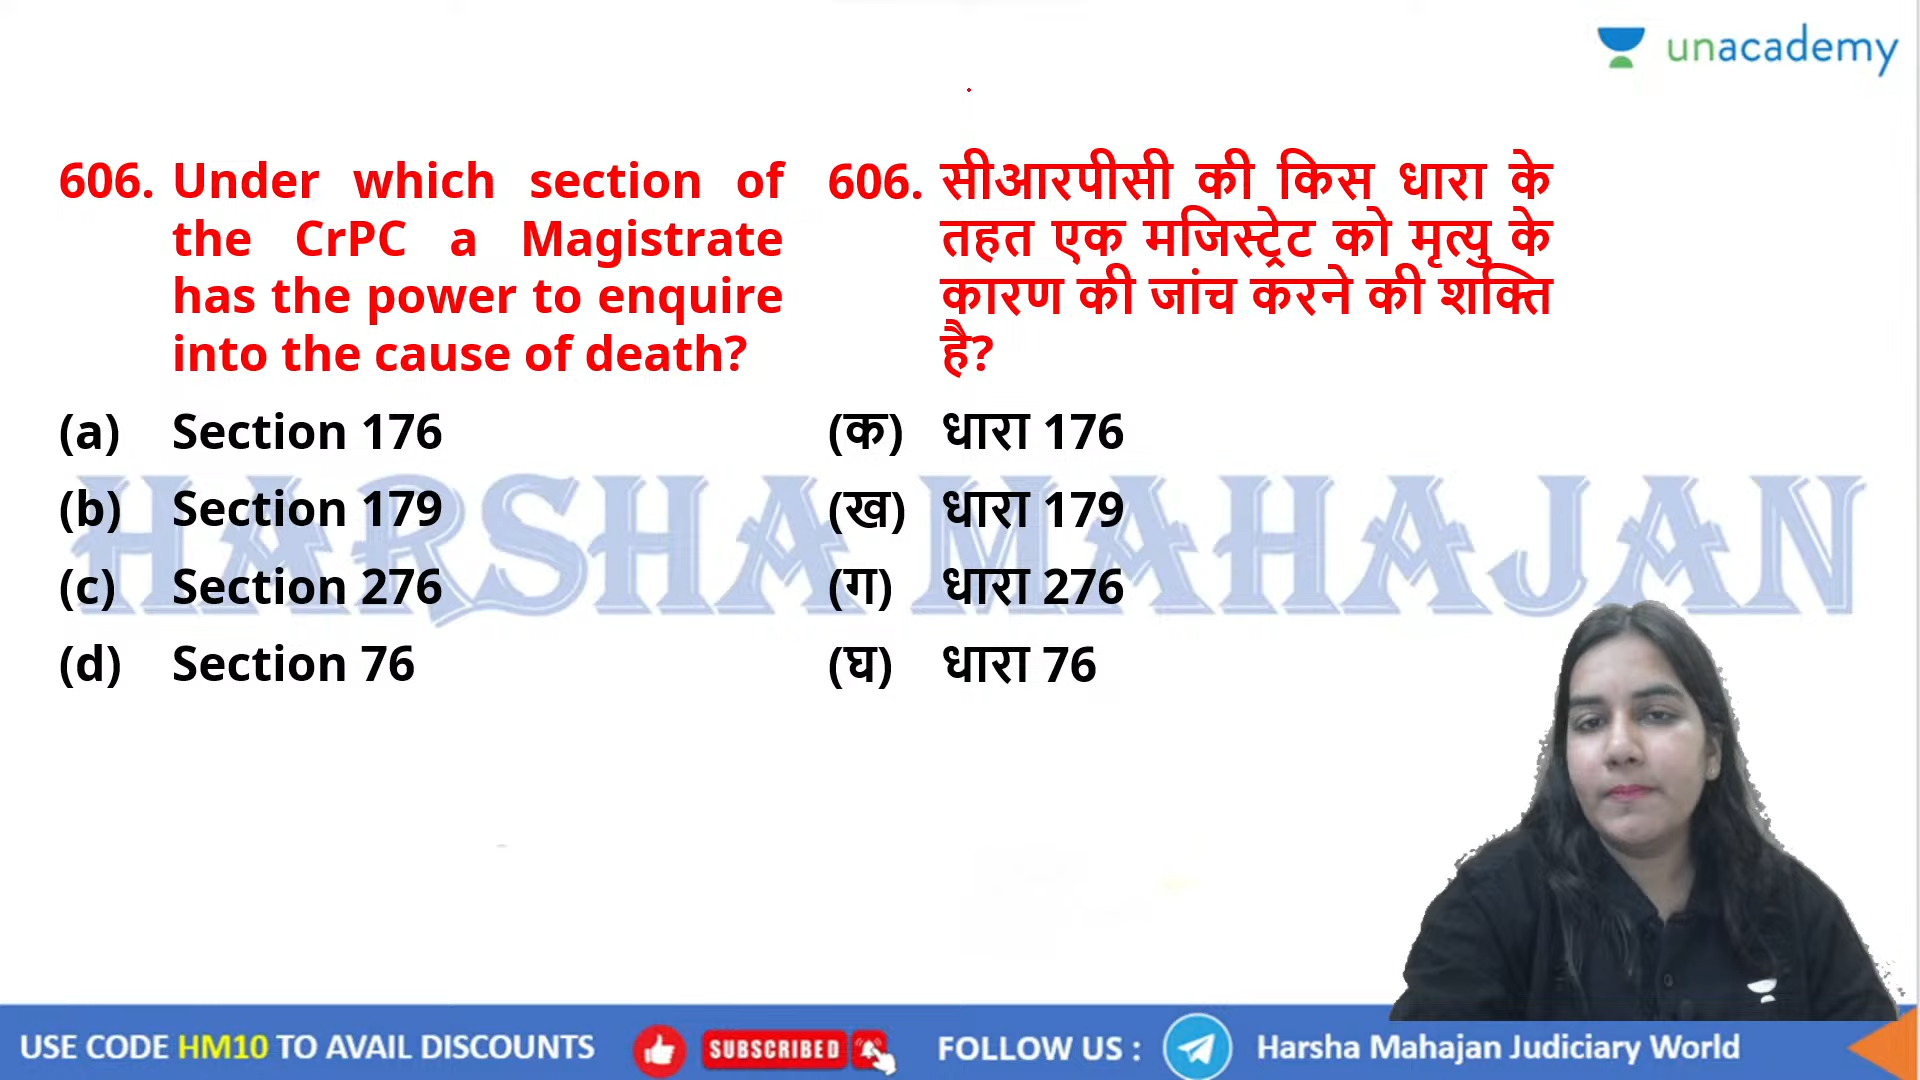 unacademy
606. Under which section of
the CrPC a Magistrate
has the power to enquire
into the cause of death?
(a) Section 176
(b) Section 179
(c) Section 276
(d) Section 76
606. सीआरपीसी की किस धारा के
तहत एक मजिस्ट्रेट को मृत्यु के
कारण की जांच करने की शक्ति
है?
(क) धारा 176
(ख) धारा 179
(ग) धारा 276
(घ) धारा 76
HARSHA MAHAJAN
USE CODE HM10 TO AVAIL DISCOUNTS
SUBSCRIBED
FOLLOW US :
Harsha Mahajan Judiciary World